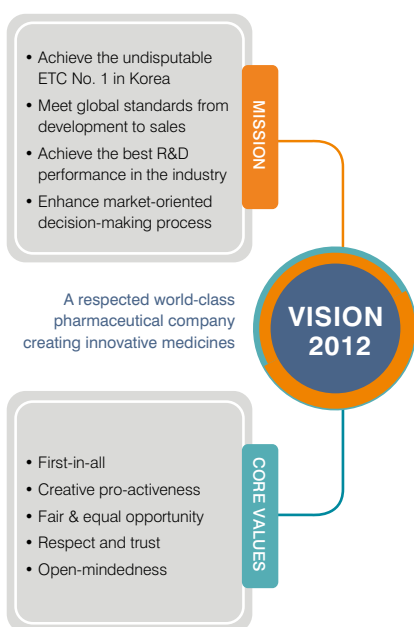 • Achieve the undisputable
ETC No. 1 in Korea
• Meet global standards from
development to sales
• Achieve the best R&D
performance in the industry
• Enhance market-oriented
decision-making process
MISSION
A respected world-class
pharmaceutical company
creating innovative medicines
VISION
2012
• First-in-all
• Creative pro-activeness
• Fair & equal opportunity
• Respect and trust
• Open-mindedness
CORE VALUES